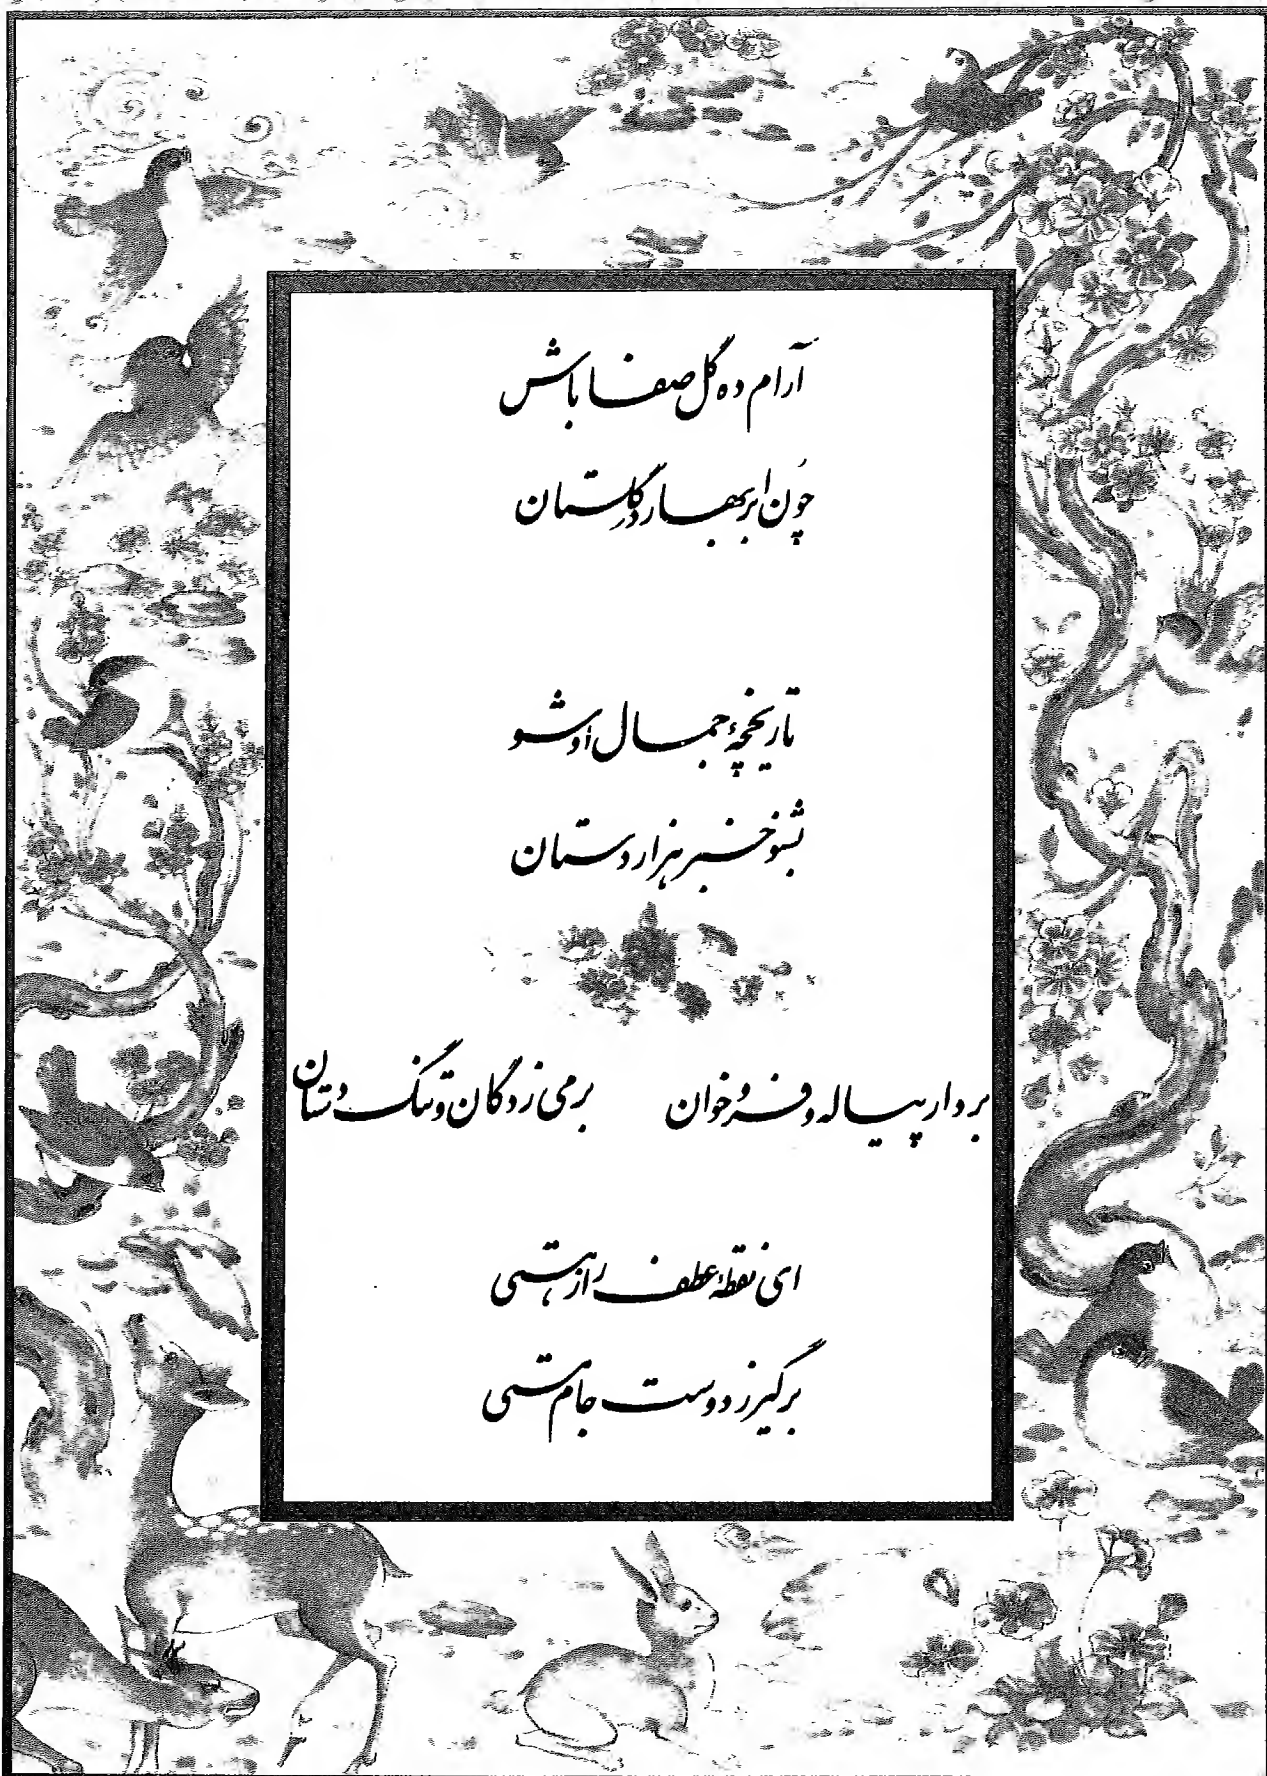 آرام ده گل صفا باش
چون ابر بهار در گلستان
تاریخچهٔ جمال او شو
بشنو خبر هزار دستان
بردار پیاله و فرو خوان بر می زدگان و تنگ دستان
ای نقطهٔ عطف راز هستی
برگیر ز دوست جام مستی